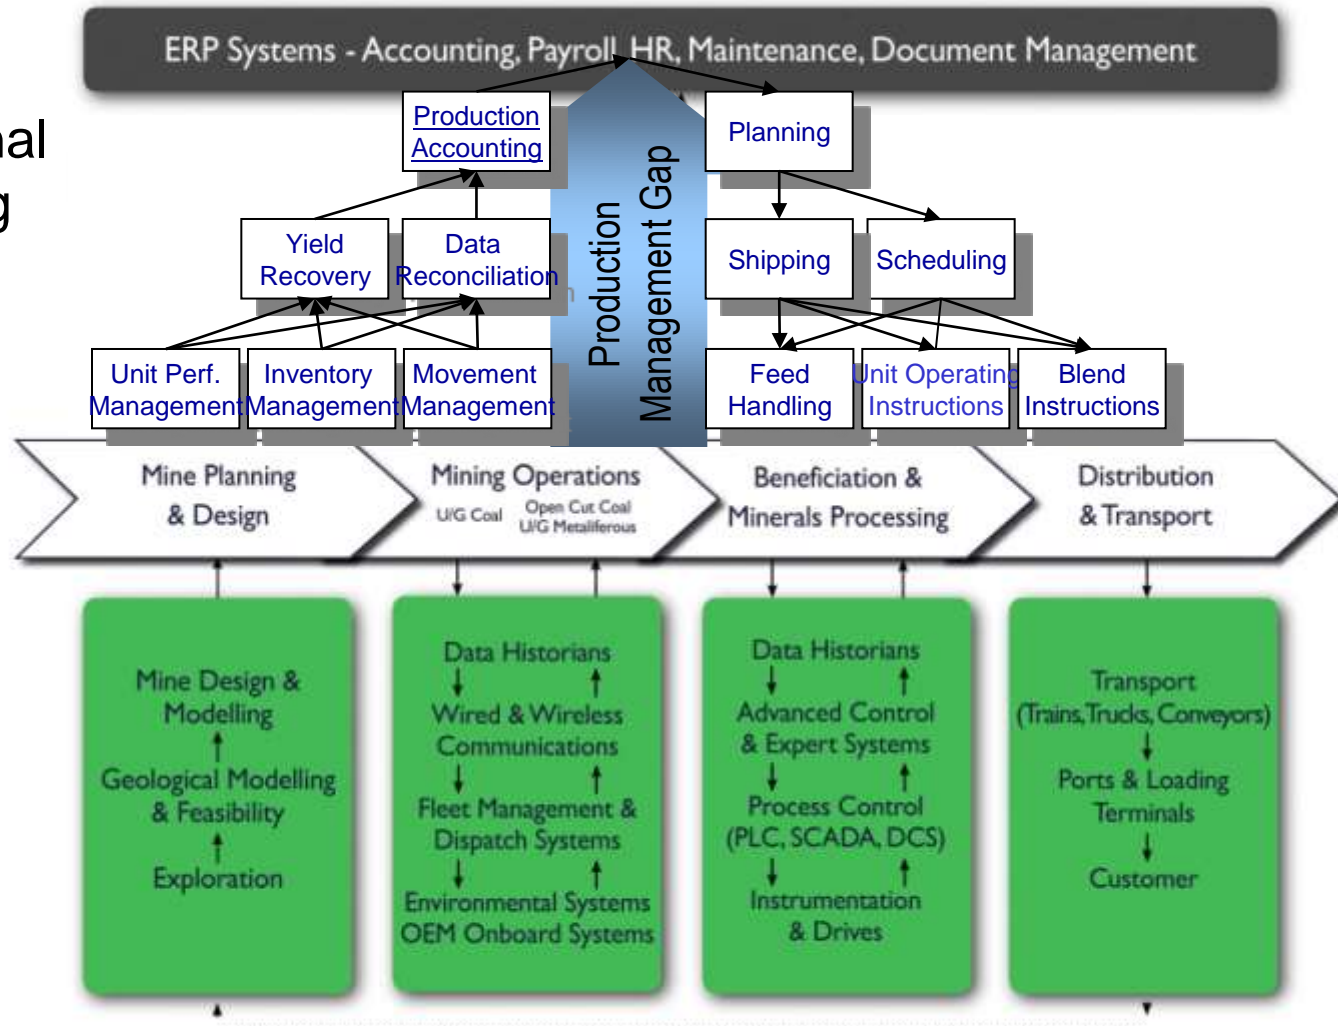 ERP Systems - Accounting, Payroll, HR, Maintenance, Document Management
nal
g
Production
Accounting
Planning
Production
Management Gap
Yield
Recovery
Data
Reconciliation
Shipping
Scheduling
Unit Perf.
Management
Inventory
Management
Movement
Management
Feed
Handling
Unit Operating
Instructions
Blend
Instructions
Mine Planning
& Design
Mining Operations
U/G Coal
Open Cut Coal
U/G Metaliferous
Beneficiation &
Minerals Processing
Distribution
& Transport
Mine Design &
Modelling
Geological Modelling
& Feasibility
Exploration
Data Historians
Wired & Wireless
Communications
Fleet Management &
Dispatch Systems
Environmental Systems
OEM Onboard Systems
Data Historians
Advanced Control
& Expert Systems
Process Control
(PLC, SCADA, DCS)
Instrumentation
& Drives
Transport
(Trains, Trucks, Conveyors)
Ports & Loading
Terminals
Customer